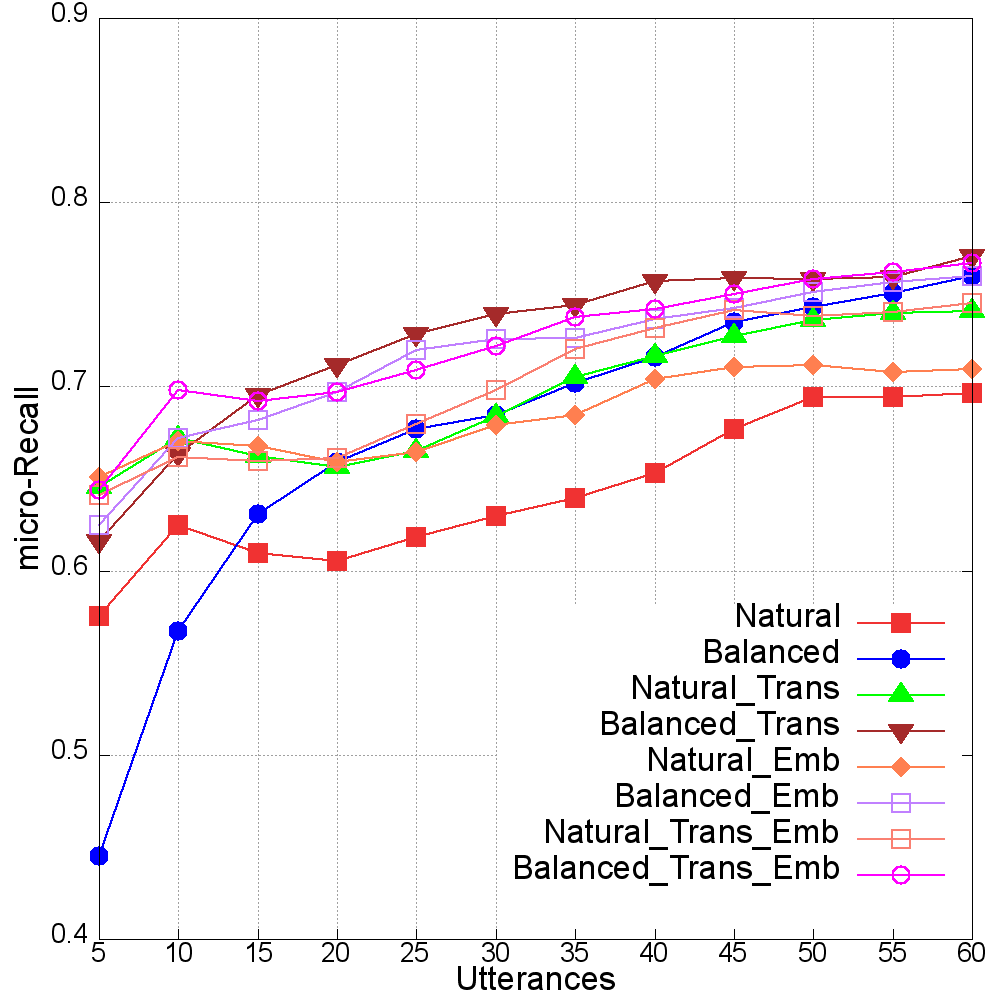 0.9
0.8
0.7
0.6
0.5
0.4
micro-Recall
Natural
Balanced
Natural_Trans
Balanced_Trans
Natural_Emb
Balanced_Emb
Natural_Trans_Emb
Balanced_Trans_Emb
5 10 15 20 25 30 35 40 45 50 55 60
Utterances